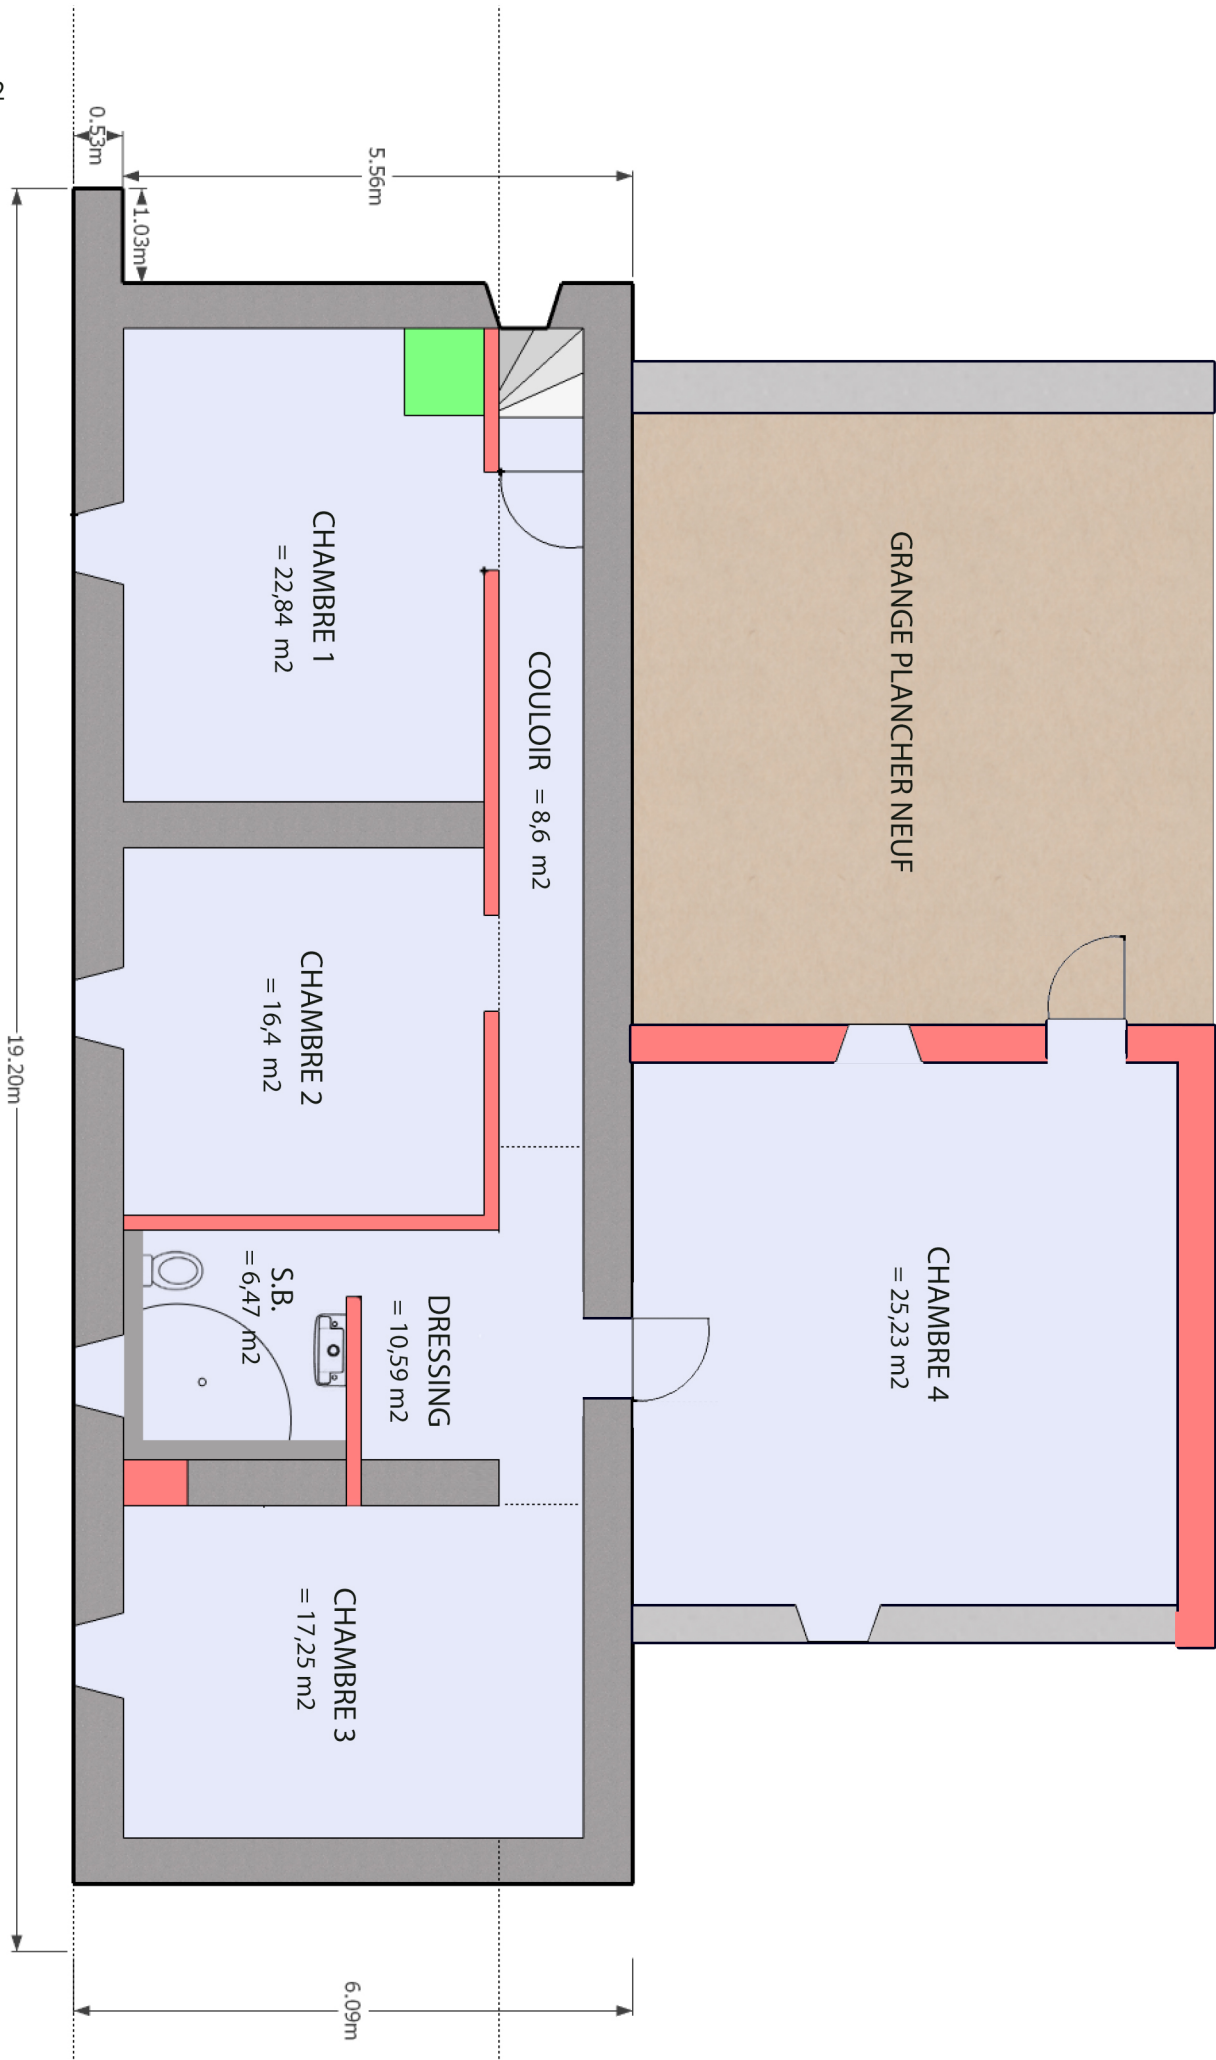 0.53m
5.56m
1.03m
GRANGE PLANCHER NEUF
CHAMBRE 1
= 22,84 m2
COULOIR = 8,6 m2
CHAMBRE 2
= 16,4 m2
19.20m
S.B.
= 6,47 m2
DRESSING
= 10,59 m2
CHAMBRE 4
= 25,23 m2
CHAMBRE 3
= 17,25 m2
6.09m